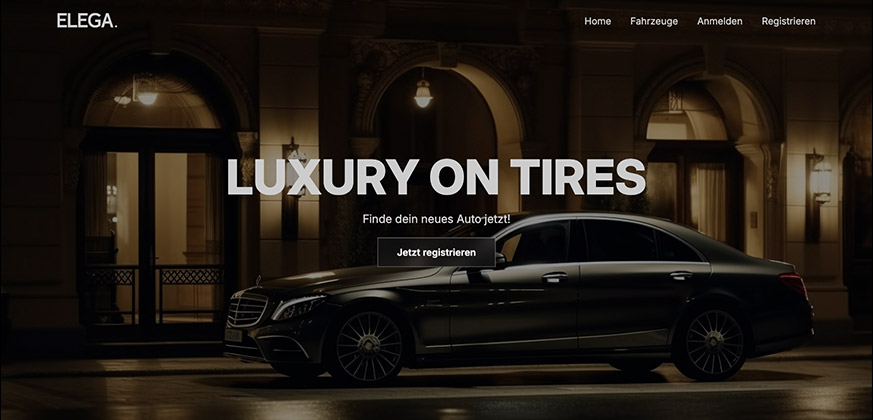 ELEGA.
Home Fahrzeuge Anmelden Registrieren
LUXURY ON TIRES
Finde dein neues Auto jetzt!
Jetzt registrieren